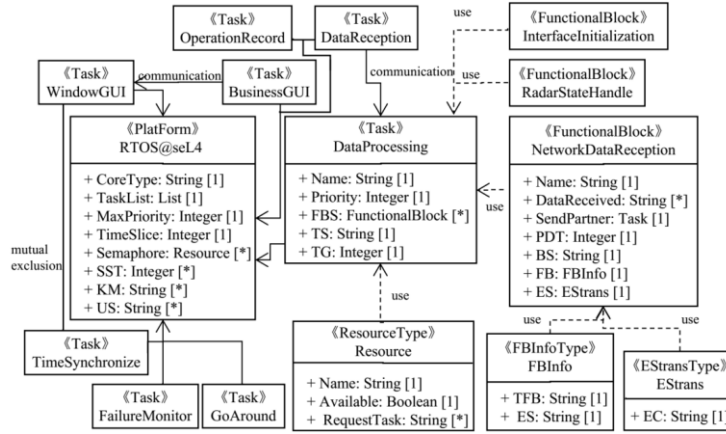 《Task》
OperationRecord
《Task》
DataReception
《FunctionalBlock》
InterfaceInitialization
use
《Task》
WindowGUI
communication
《Task》
BusinessGUI
communication
use
《FunctionalBlock》
RadarStateHandle
《PlatForm》
RTOS@seL4
+ CoreType: String [1]
+ TaskList: List [1]
+ MaxPriority: Integer [1]
+ TimeSlice: Integer [1]
+ Semaphore: Resource [*]
+ SST: Integer [*]
+ KM: String [*]
+ US: String [*]
《Task》
DataProcessing
+ Name: String [1]
+ Priority: Integer [1]
+ FBS: FunctionalBlock [*]
+ TS: String [1]
+ TG: Integer [1]
《FunctionalBlock》
NetworkDataReception
+ Name: String [1]
+ DataReceived: String [*]
+ SendPartner: Task [1]
+ PDT: Integer [1]
+ BS: String [1]
+ FB: FBInfo [1]
+ ES: EStrans [1]
use
mutual
exclusion
use
use
use
《Task》
TimeSynchronize
《Task》
FailureMonitor
《Task》
GoAround
《ResourceType》
Resource
+ Name: String [1]
+ Available: Boolean [1]
+ RequestTask: String [*]
《FBInfoType》
FBInfo
+ TFB: String [1]
+ ES: String [1]
《EStransType》
EStrans
+ EC: String [1]